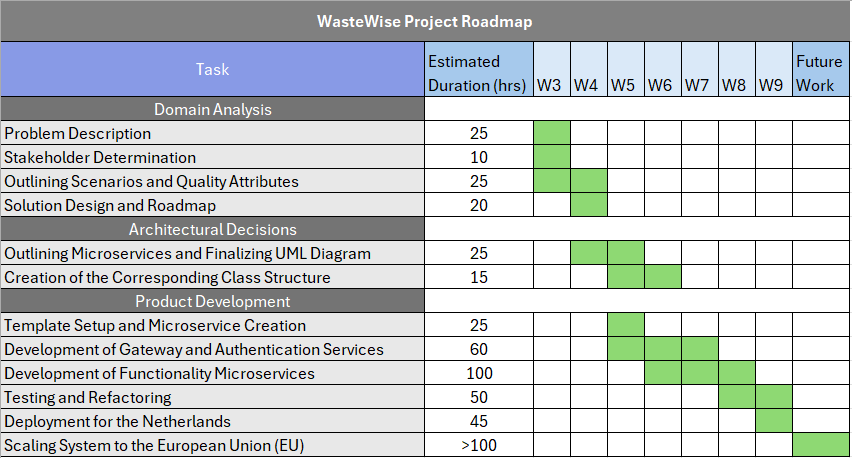 WasteWise Project Roadmap
Task
Estimated
Duration (hrs)
W3
W4
W5
W6
W7
W8
W9
Future
Work
Domain Analysis
Problem Description 25
Stakeholder Determination 10
Outlining Scenarios and Quality Attributes 25
Solution Design and Roadmap 20
Architectural Decisions
Outlining Microservices and Finalizing UML Diagram 25
Creation of the Corresponding Class Structure 15
Product Development
Template Setup and Microservice Creation 25
Development of Gateway and Authentication Services 60
Development of Functionality Microservices 100
Testing and Refactoring 50
Deployment for the Netherlands 45
Scaling System to the European Union (EU) >100